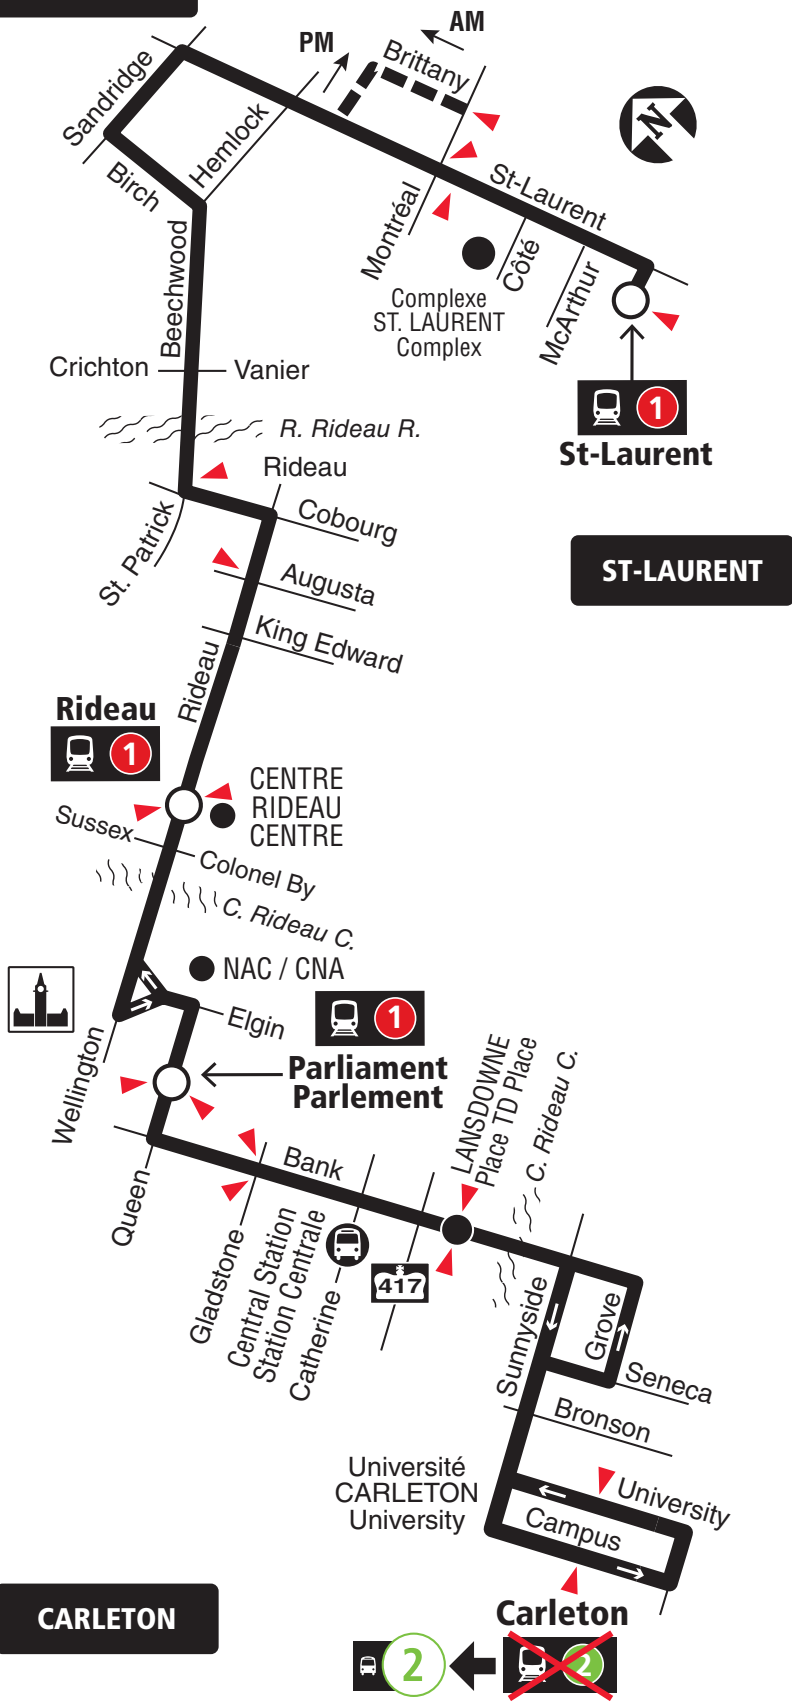 AM
PM
Brittany
Sandridge
Hemlock
Birch
N
St-Laurent
Montréal
Côté
McArthur
Beechwood
Complexe
ST. LAURENT
Complex
Crichton
Vanier
1
St-Laurent
R. Rideau R.
Rideau
Cobourg
St. Patrick
Augusta
ST-LAURENT
King Edward
Rideau
Rideau
1
CENTRE
RIDEAU
CENTRE
Sussex
Colonel By
C. Rideau C.
NAC / CNA
Elgin
1
Wellington
Parliament
Parlement
LANSDOWNE
Place TD Place
C. Rideau C.
Bank
Queen
Gladstone
Central Station
Station Centrale
Catherine
417
Sunnyside
Grove
Seneca
Bronson
Université
CARLETON
University
University
Campus
Carleton
CARLETON
2
2